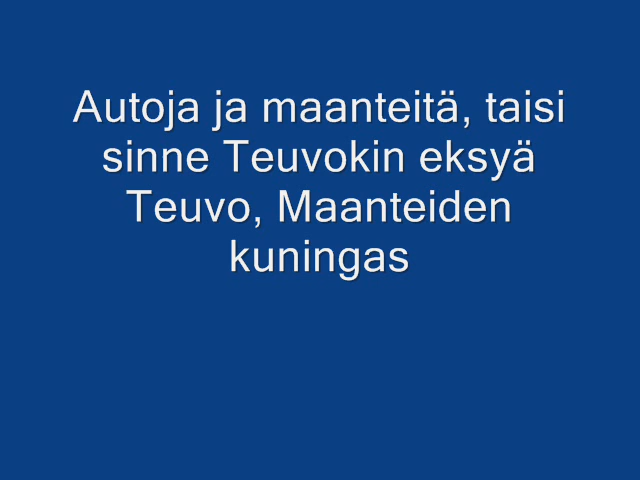 Autoja ja maanteitä, taisi
sinne Teuvokin eksyä
Teuvo, Maanteiden
kuningas